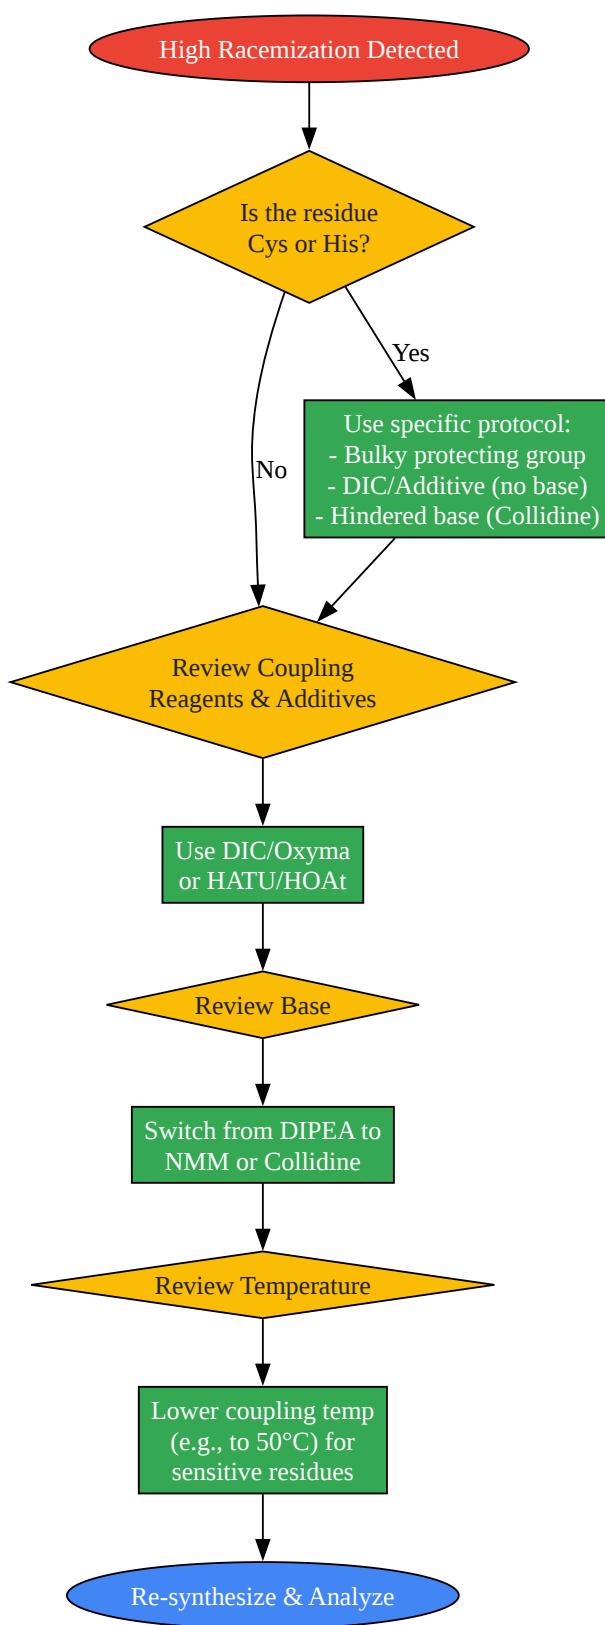 High Racemization Detected
Is the residue
Cys or His?
Yes
Use specific protocol:
- Bulky protecting group
- DIC/Additive (no base)
- Hindered base (Collidine)
No
Review Coupling
Reagents & Additives
Use DIC/Oxyma
or HATU/HOAt
Review Base
Switch from DIPEA to
NMM or Collidine
Review Temperature
Lower coupling temp
(e.g., to 50°C) for
sensitive residues
Re-synthesize & Analyze